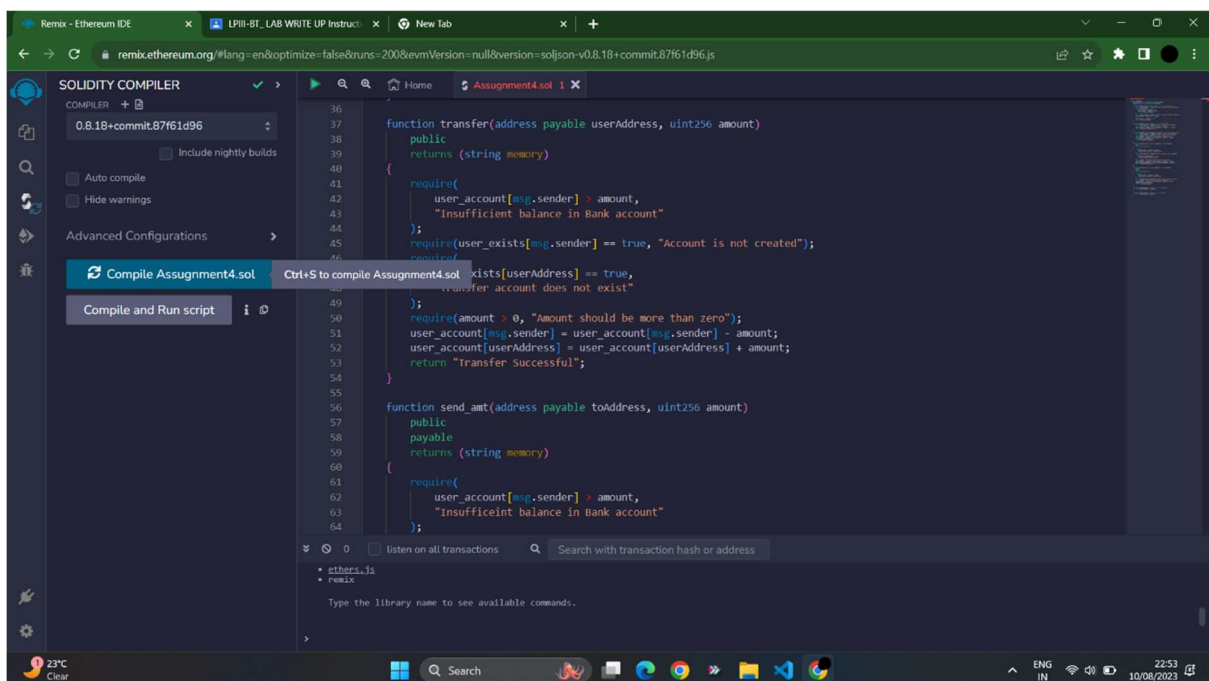 Remix - Ethereum IDE
LPIII-BT_ LAB WRITE UP Instructi
New Tab
remix.ethereum.org/#lang=en&optimize=false&runs=200&evmVersion=null&version=soljson-v0.8.18+commit.87f61d96.js
SOLIDITY COMPILER
COMPILER
0.8.18+commit.87f61d96
Include nightly builds
Auto compile
Hide warnings
Advanced Configurations
Compile Assugnment4.sol
Ctrl+S to compile Assugnment4.sol
Compile and Run script
Home
Assugnment4.sol 1
36
37 function transfer(address payable userAddress, uint256 amount)
38 public
39 returns (string memory)
40 {
41 require(
42 user_account[msg.sender] > amount,
43 "Insufficient balance in Bank account"
44 );
45 require(user_exists[msg.sender] == true, "Account is not created");
46 require(
xists[userAddress] == true,
48 "Transfer account does not exist"
49 );
50 require(amount > 0, "Amount should be more than zero");
51 user_account[msg.sender] = user_account[msg.sender] - amount;
52 user_account[userAddress] = user_account[userAddress] + amount;
53 return "Transfer Successful";
54 }
55
56 function send_amt(address payable toAddress, uint256 amount)
57 public
58 payable
59 returns (string memory)
60 {
61 require(
62 user_account[msg.sender] > amount,
63 "Insufficeint balance in Bank account"
64 );
0 listen on all transactions Search with transaction hash or address
ethers.js
remix
Type the library name to see available commands.
>
1
23°C
Clear
Search
ENG
IN
22:53
10/08/2023